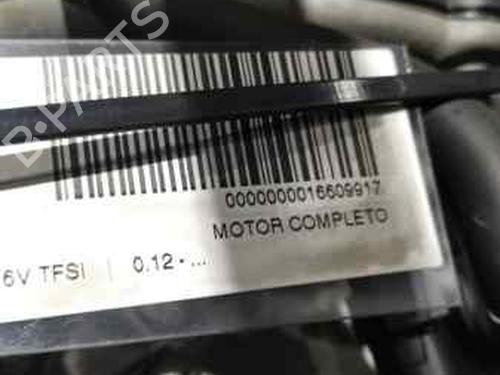 B-PARTS
0000000016609917
MOTOR COMPLETO
6V TFSI | 0.12 - ...